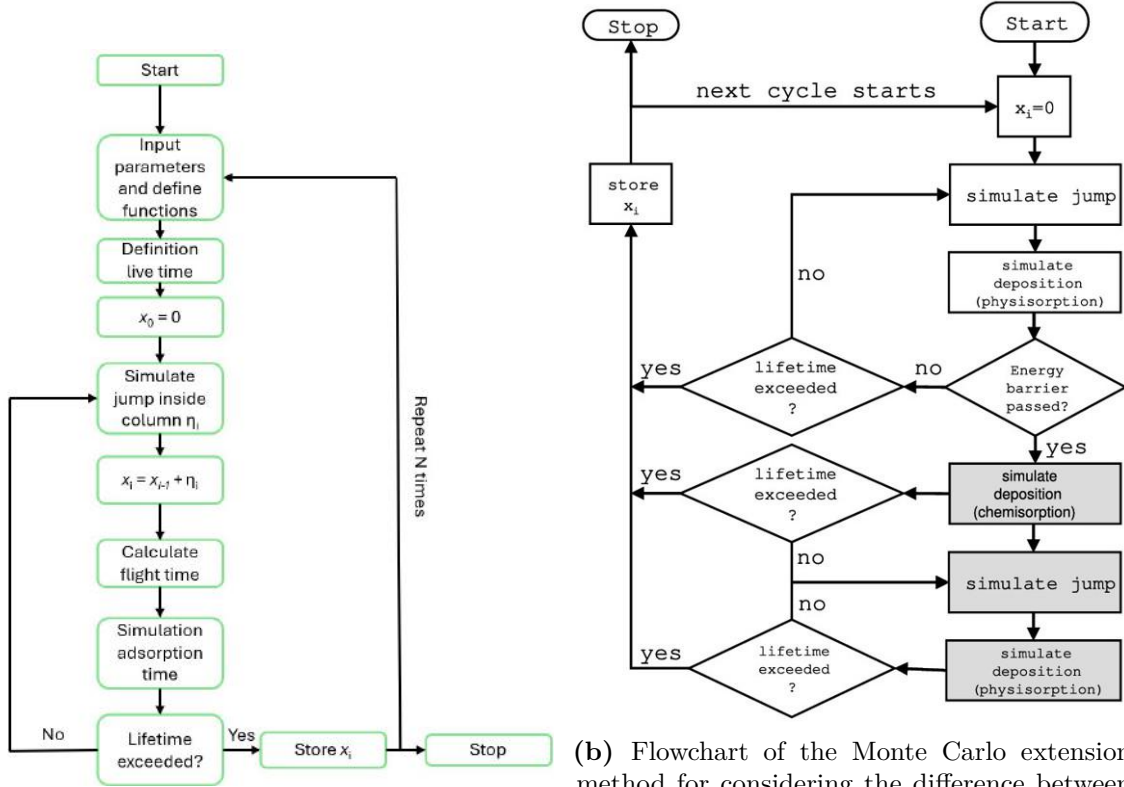 Start
Input
parameters
and define
functions
Definition
live time
x₀ = 0
Simulate
jump inside
column ηᵢ
xᵢ = xᵢ₋₁ + ηᵢ
Calculate
flight time
Simulation
adsorption
time
Lifetime
exceeded?
No
Yes
Store xᵢ
Stop
Repeat N times
Stop
Start
next cycle starts
xᵢ=0
store
xᵢ
simulate jump
no
simulate
deposition
(physisorption)
yes
lifetime
exceeded
?
no
Energy
barrier
passed?
yes
yes
lifetime
exceeded
?
simulate
deposition
(chemisorption)
no
simulate jump
no
yes
lifetime
exceeded
?
simulate
deposition
(physisorption)
(b) Flowchart of the Monte Carlo extension
method for considering the difference between